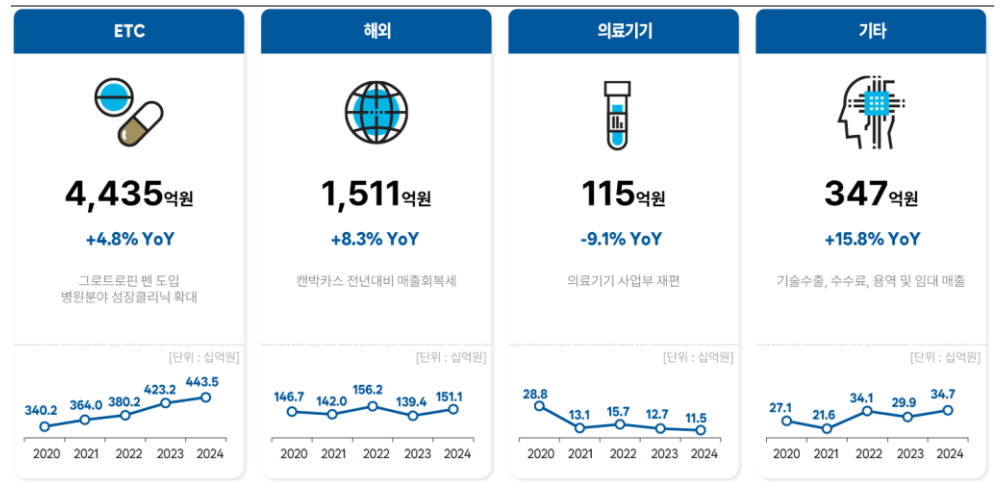 ETC
4,435억원
+4.8% YoY
그로트로핀 펜 도입
병원분야 성장클리닉 확대
[단위 : 십억원]
340.2 364.0 380.2 423.2 443.5
2020 2021 2022 2023 2024
해외
1,511억원
+8.3% YoY
캔박카스 전년대비 매출회복세
[단위 : 십억원]
146.7 142.0 156.2 139.4 151.1
2020 2021 2022 2023 2024
의료기기
115억원
-9.1% YoY
의료기기 사업부 재편
[단위 : 십억원]
28.8 13.1 15.7 12.7 11.5
2020 2021 2022 2023 2024
기타
347억원
+15.8% YoY
기술수출, 수수료, 용역 및 임대 매출
[단위 : 십억원]
27.1 21.6 34.1 29.9 34.7
2020 2021 2022 2023 2024